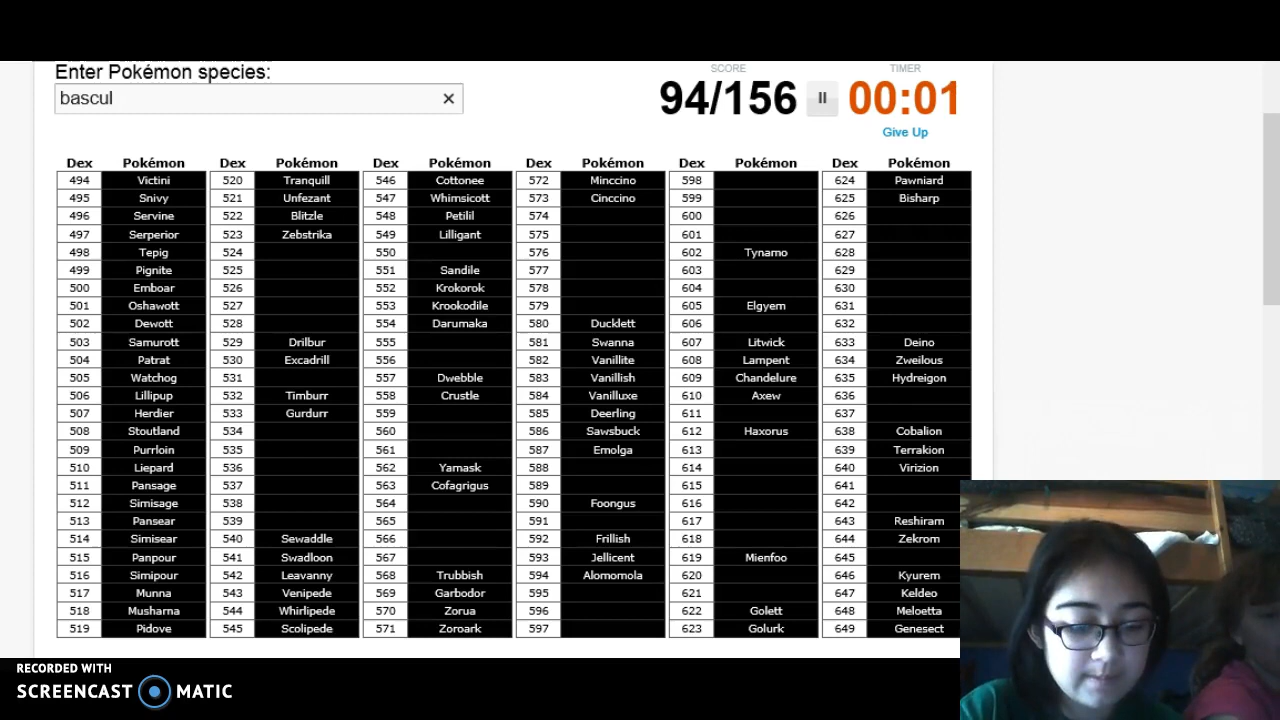 Enter Pokémon species:
bascul ×
SCORE
94/156
TIMER
00:01
Give Up
Dex Pokémon Dex Pokémon Dex Pokémon Dex Pokémon Dex Pokémon Dex Pokémon
494 Victini 520 Tranquill 546 Cottonee 572 Minccino 598 624 Pawniard
495 Snivy 521 Unfezant 547 Whimsicott 573 Cinccino 599 625 Bisharp
496 Servine 522 Blitzle 548 Petilil 574 600 626
497 Serperior 523 Zebstrika 549 Lilligant 575 601 627
498 Tepig 524 550 576 602 Tynamo 628
499 Pignite 525 551 Sandile 577 603 629
500 Emboar 526 552 Krokorok 578 604 630
501 Oshawott 527 553 Krookodile 579 605 Elgyem 631
502 Dewott 528 554 Darumaka 580 Ducklett 606 632
503 Samurott 529 Drilbur 555 581 Swanna 607 Litwick 633 Deino
504 Patrat 530 Excadrill 556 582 Vanillite 608 Lampent 634 Zweilous
505 Watchog 531 557 Dwebble 583 Vanillish 609 Chandelure 635 Hydreigon
506 Lillipup 532 Timburr 558 Crustle 584 Vanilluxe 610 Axew 636
507 Herdier 533 Gurdurr 559 585 Deerling 611 637
508 Stoutland 534 560 586 Sawsbuck 612 Haxorus 638 Cobalion
509 Purrloin 535 561 587 Emolga 613 639 Terrakion
510 Liepard 536 562 Yamask 588 614 640 Virizion
511 Pansage 537 563 Cofagrigus 589 615 641
512 Simisage 538 564 590 Foongus 616 642
513 Pansear 539 565 591 617 643 Reshiram
514 Simisear 540 Sewaddle 566 592 Frillish 618 644 Zekrom
515 Panpour 541 Swadloon 567 593 Jellicent 619 Mienfoo 645
516 Simipour 542 Leavanny 568 Trubbish 594 Alomomola 620 646 Kyurem
517 Munna 543 Venipede 569 Garbodor 595 621 647 Keldeo
518 Musharna 544 Whirlipede 570 Zorua 596 622 Golett 648 Meloetta
519 Pidove 545 Scolipede 571 Zoroark 597 623 Golurk 649 Genesect
RECORDED WITH
SCREENCAST MATIC